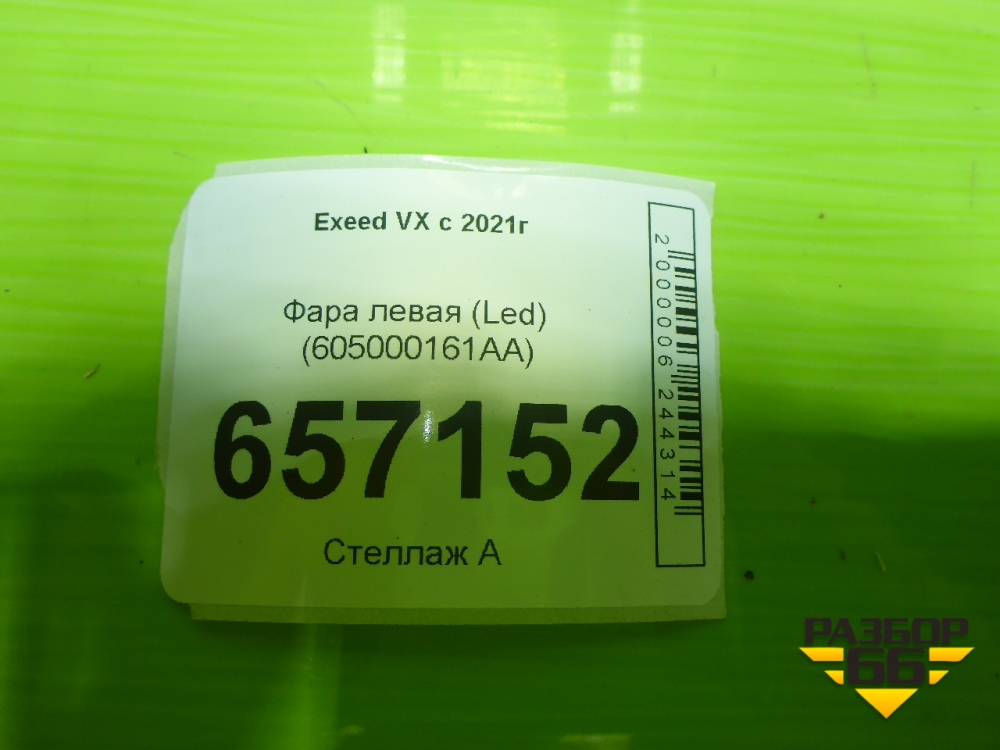 Exeed VX с 2021г
Фара левая (Led)
(605000161AA)
657152
Стеллаж А
2000006244314
РАЗБОР
66